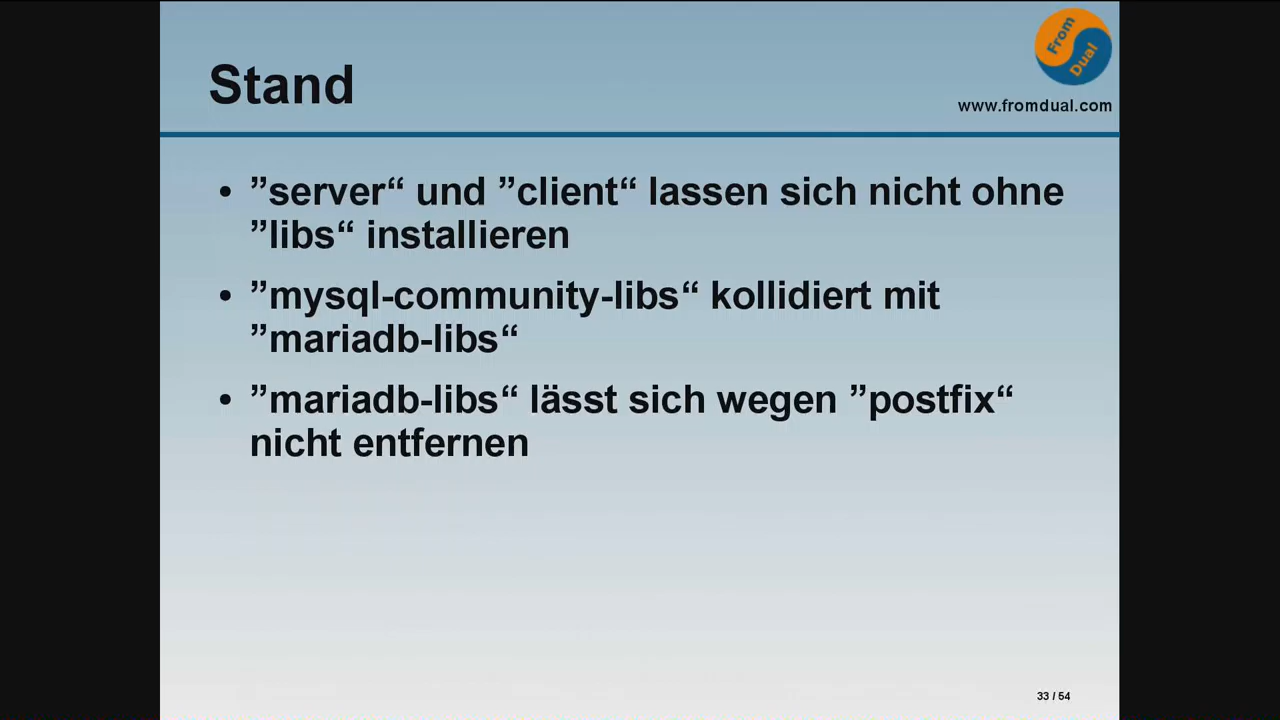 From
Dual
Stand
www.fromdual.com
• ”server“ und ”client“ lassen sich nicht ohne
”libs“ installieren
• ”mysql-community-libs“ kollidiert mit
”mariadb-libs“
• ”mariadb-libs“ lässt sich wegen ”postfix“
nicht entfernen
33 / 54